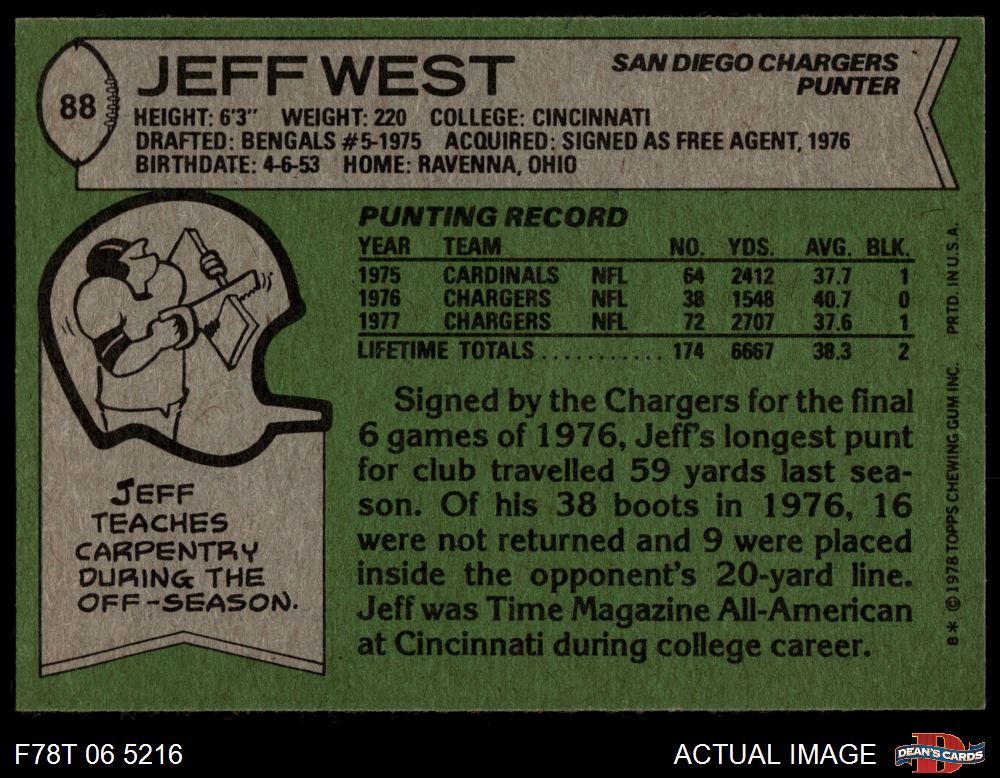 88
JEFF WEST
SAN DIEGO CHARGERS
PUNTER
HEIGHT: 6'3" WEIGHT: 220 COLLEGE: CINCINNATI
DRAFTED: BENGALS #5-1975 ACQUIRED: SIGNED AS FREE AGENT, 1976
BIRTHDATE: 4-6-53 HOME: RAVENNA, OHIO
PUNTING RECORD
YEAR TEAM NO. YDS. AVG. BLK.
1975 CARDINALS NFL 64 2412 37.7 1
1976 CHARGERS NFL 38 1548 40.7 0
1977 CHARGERS NFL 72 2707 37.6 1
LIFETIME TOTALS........... 174 6667 38.3 2
Signed by the Chargers for the final
6 games of 1976, Jeff's longest punt
for club travelled 59 yards last sea-
son. Of his 38 boots in 1976, 16
were not returned and 9 were placed
inside the opponent's 20-yard line.
Jeff was Time Magazine All-American
at Cincinnati during college career.
JEFF
TEACHES
CARPENTRY
DURING THE
OFF-SEASON.
8* © 1978 TOPPS CHEWING GUM INC. PRTD. IN U.S.A.
F78T 06 5216
ACTUAL IMAGE
D
DEAN'S CARDS